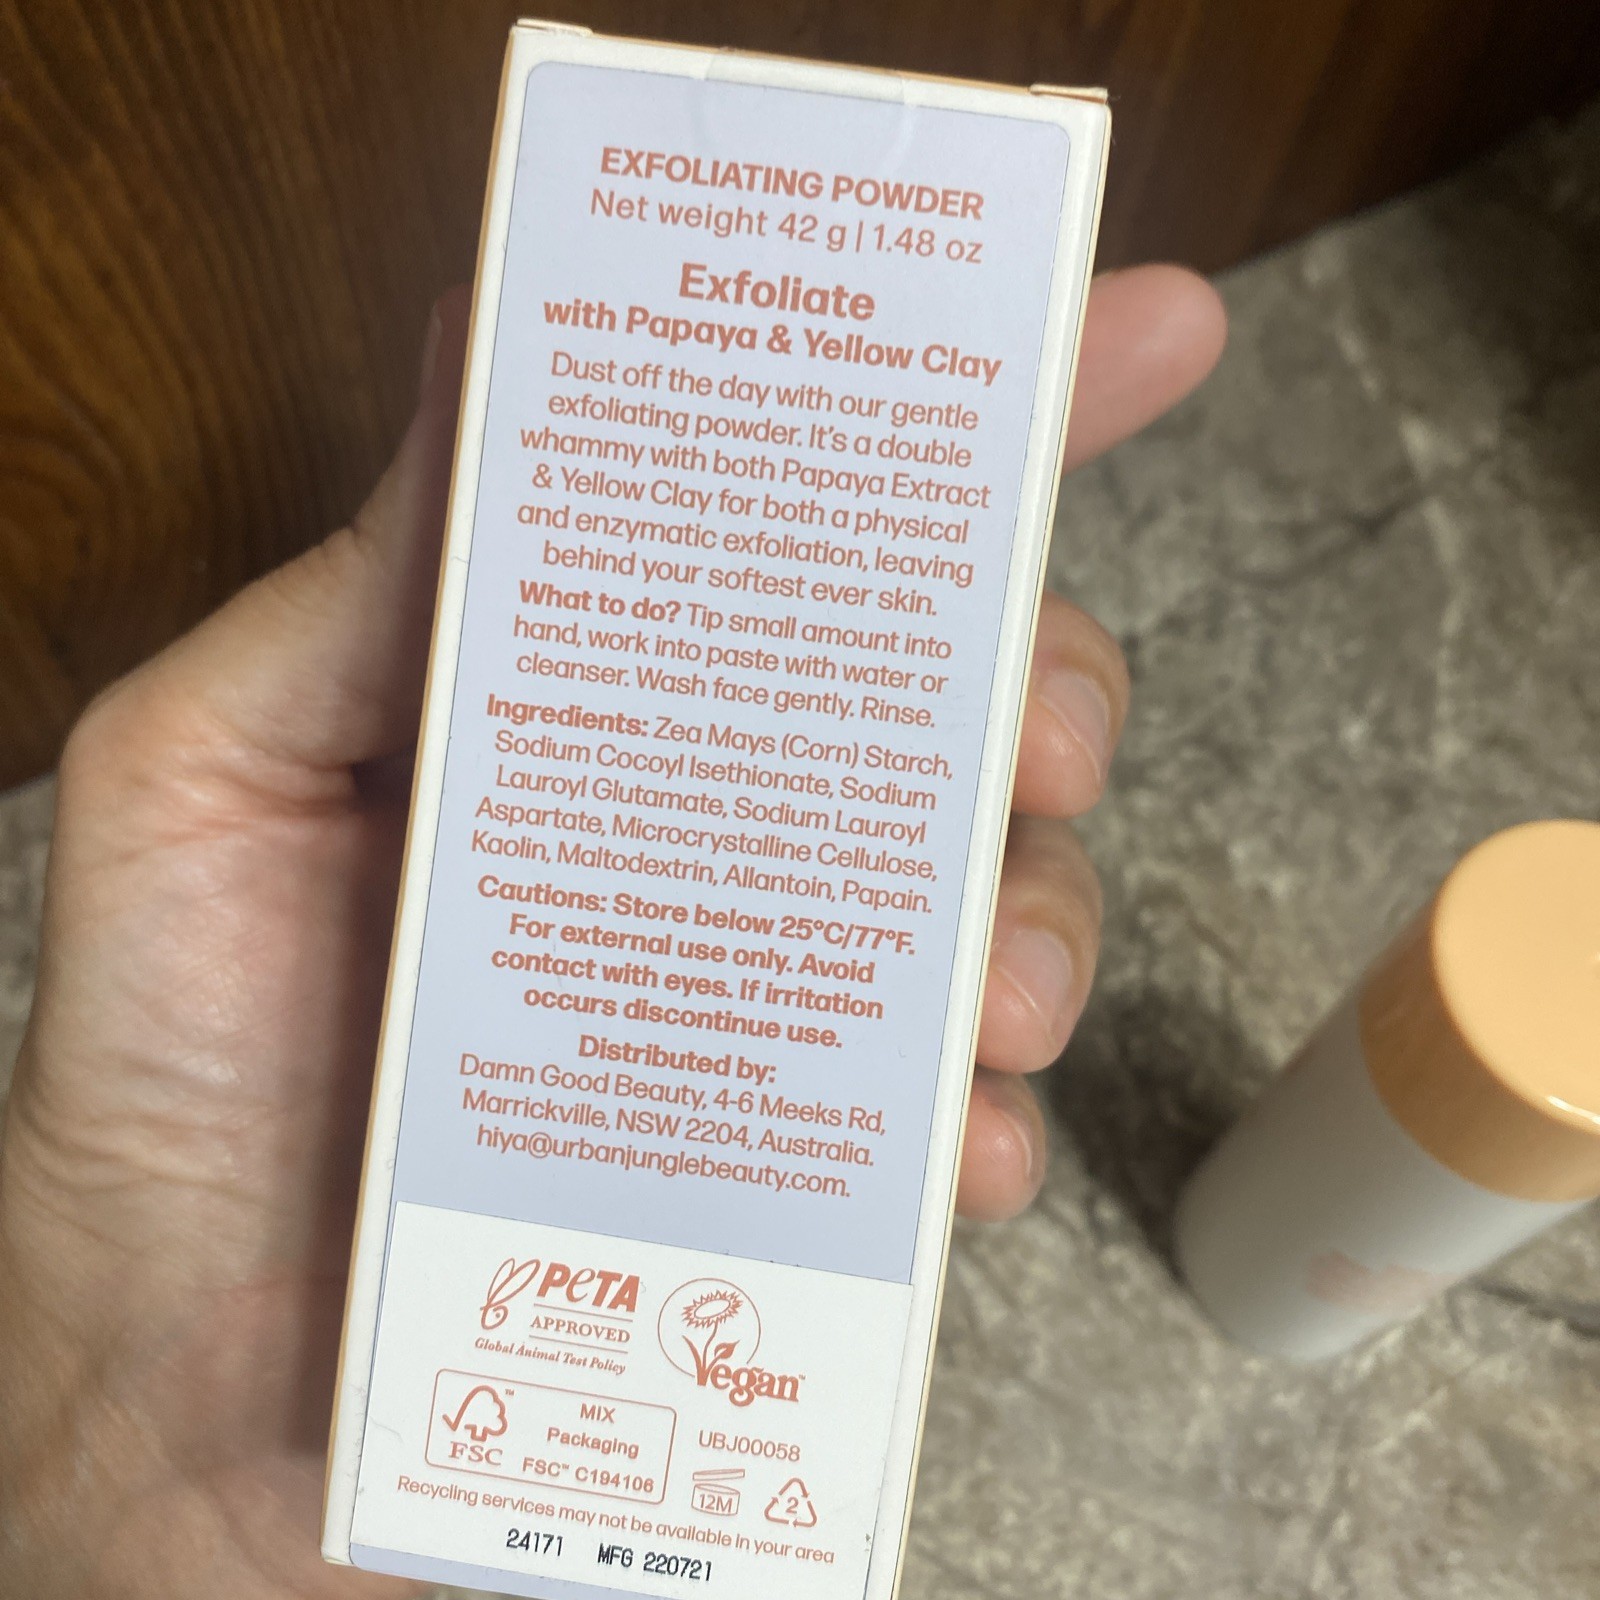 EXFOLIATING POWDER
Net weight 42 g | 1.48 oz
Exfoliate
with Papaya & Yellow Clay
Dust off the day with our gentle
exfoliating powder. It's a double
whammy with both Papaya Extract
& Yellow Clay for both a physical
and enzymatic exfoliation, leaving
behind your softest ever skin.
What to do? Tip small amount into
hand, work into paste with water or
cleanser. Wash face gently. Rinse.
Ingredients: Zea Mays (Corn) Starch,
Sodium Cocoyl Isethionate, Sodium
Lauroyl Glutamate, Sodium Lauroyl
Aspartate, Microcrystalline Cellulose,
Kaolin, Maltodextrin, Allantoin, Papain.
Cautions: Store below 25°C/77°F.
For external use only. Avoid
contact with eyes. If irritation
occurs discontinue use.
Distributed by:
Damn Good Beauty, 4-6 Meeks Rd,
Marrickville, NSW 2204, Australia.
hiya@urbanjunglebeauty.com.
PETA
APPROVED
Global Animal Test Policy
Vegan™
FSC™
MIX
Packaging
FSC™ C194106
UBJ00058
12M
2
Recycling services may not be available in your area
24171 MFG 220721